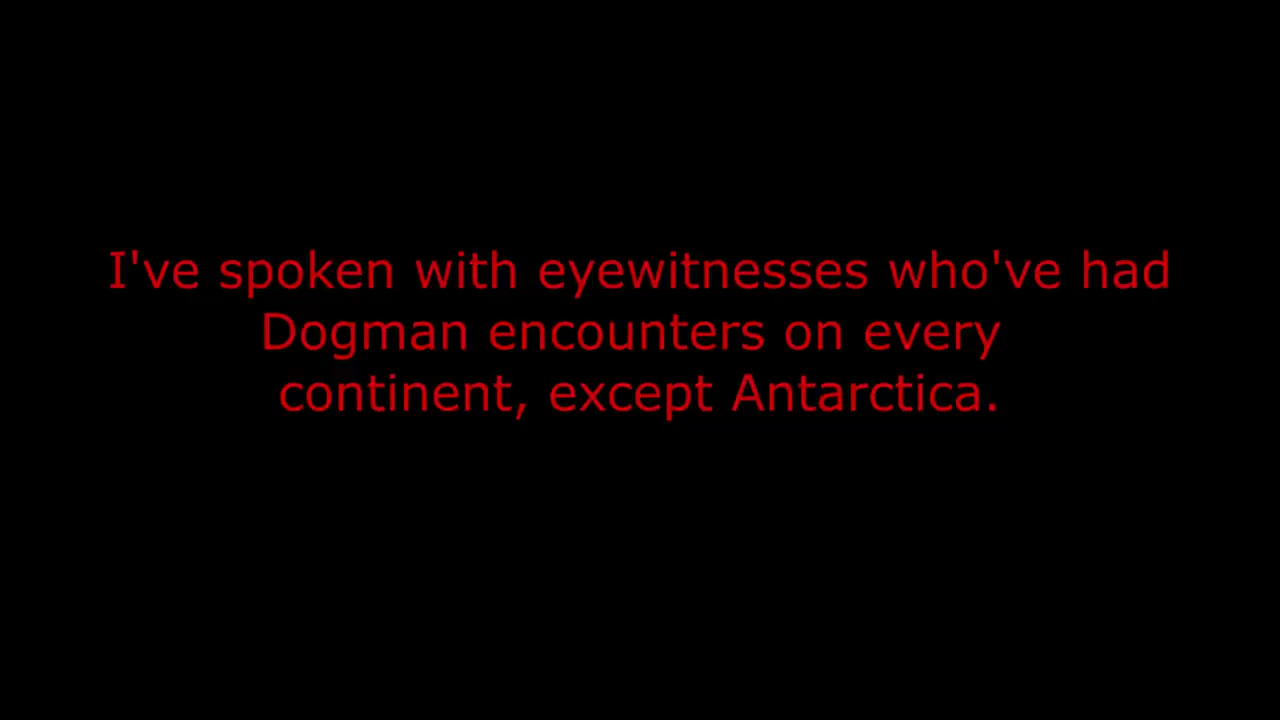 I've spoken with eyewitnesses who've had
Dogman encounters on every
continent, except Antarctica.